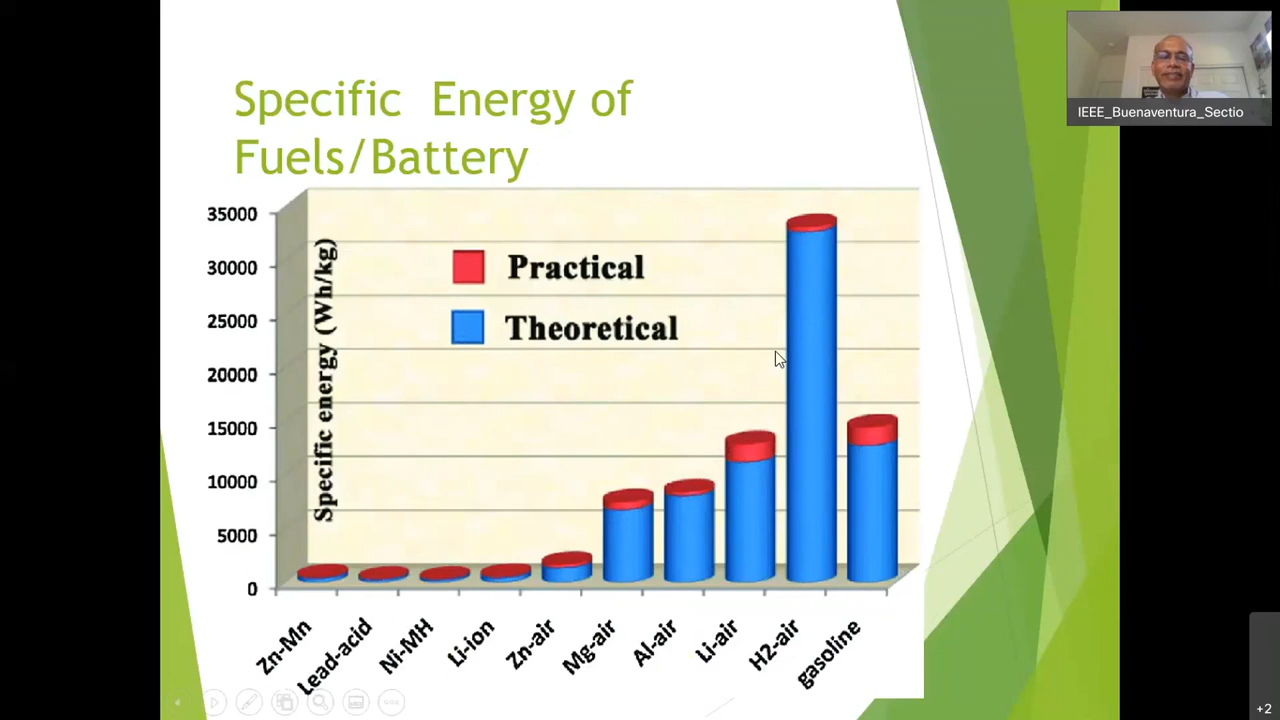 Specific Energy of
Fuels/Battery
IEEE_Buenaventura_Sectio
35000
30000
25000
20000
15000
10000
5000
0
Specific energy (Wh/kg)
Practical
Theoretical
Zn-Mn
Lead-acid
Ni-MH
Li-ion
Zn-air
Mg-air
Al-air
Li-air
H2-air
gasoline
+2